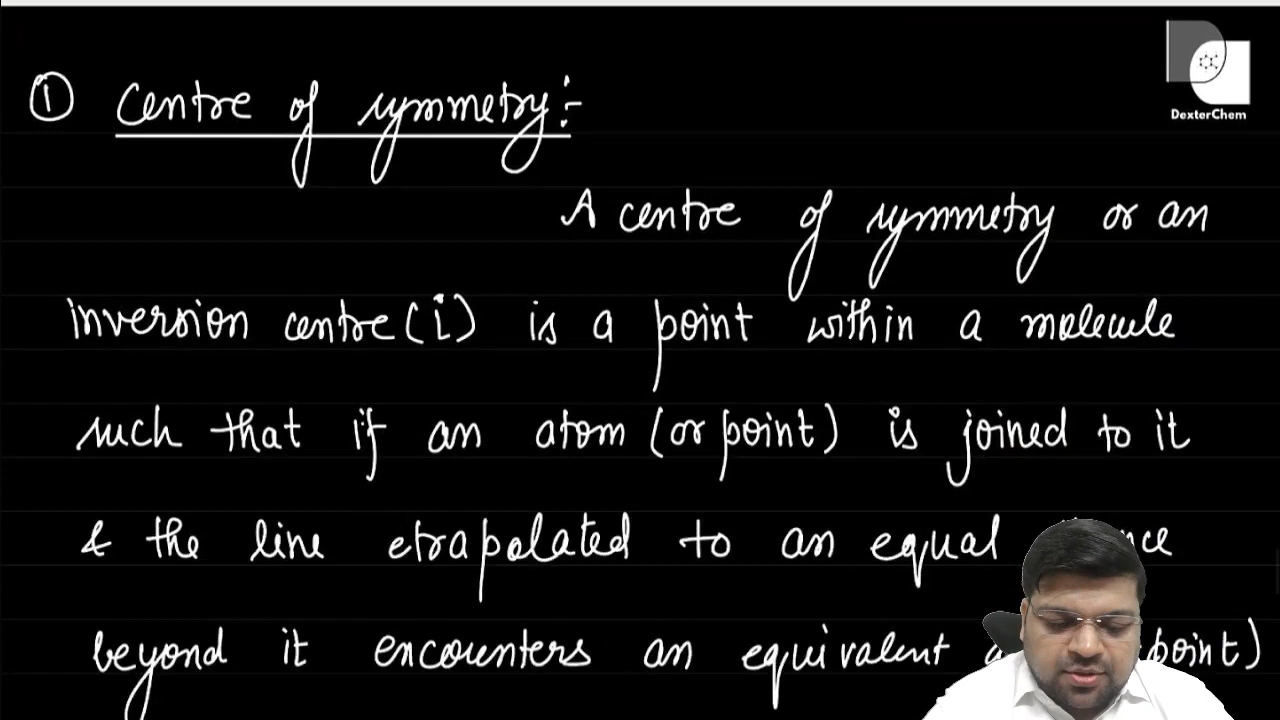 ① Centre of symmetry:-
DexterChem
A centre of symmetry or an
inversion centre(i) is a point within a molecule
such that if an atom (or point) is joined to it
& the line etrapolated to an equal
beyond it encounters an equivalent point)